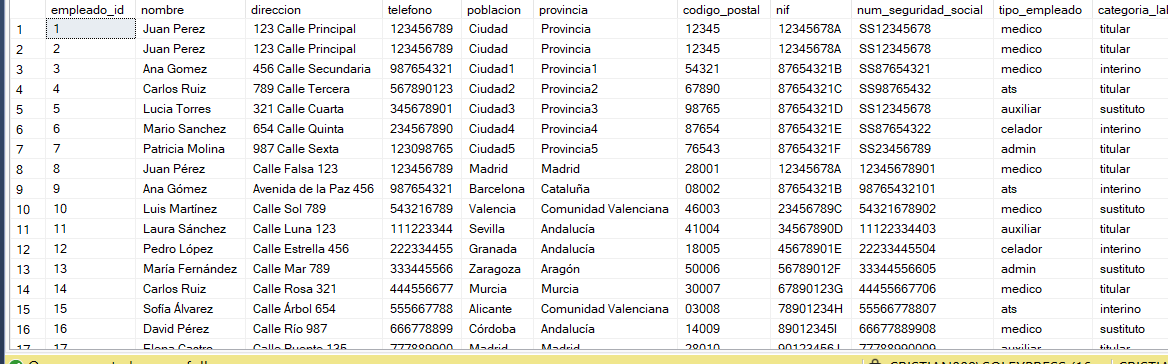 empleado_id nombre direccion telefono poblacion provincia codigo_postal nif num_seguridad_social tipo_empleado
1 1 Juan Perez 123 Calle Principal 123456789 Ciudad Provincia 12345 12345678A SS12345678 medico titular
2 2 Juan Perez 123 Calle Principal 123456789 Ciudad Provincia 12345 12345678A SS12345678 medico titular
3 3 Ana Gomez 456 Calle Secundaria 987654321 Ciudad1 Provincia1 54321 87654321B SS87654321 medico interino
4 4 Carlos Ruiz 789 Calle Tercera 567890123 Ciudad2 Provincia2 67890 87654321C SS98765432 ats titular
5 5 Lucia Torres 321 Calle Cuarta 345678901 Ciudad3 Provincia3 98765 87654321D SS12345678 auxiliar sustituto
6 6 Mario Sanchez 654 Calle Quinta 234567890 Ciudad4 Provincia4 87654 87654321E SS87654322 celador interino
7 7 Patricia Molina 987 Calle Sexta 123098765 Ciudad5 Provincia5 76543 87654321F SS23456789 admin titular
8 8 Juan Pérez Calle Falsa 123 123456789 Madrid Madrid 28001 12345678A 12345678901 medico titular
9 9 Ana Gómez Avenida de la Paz 456 987654321 Barcelona Cataluña 08002 87654321B 98765432101 ats interino
10 10 Luis Martínez Calle Sol 789 543216789 Valencia Comunidad Valenciana 46003 23456789C 54321678902 medico sustituto
11 11 Laura Sánchez Calle Luna 123 111223344 Sevilla Andalucía 41004 34567890D 11122334403 auxiliar titular
12 12 Pedro López Calle Estrella 456 222334455 Granada Andalucía 18005 45678901E 22233445504 celador interino
13 13 María Fernández Calle Mar 789 333445566 Zaragoza Aragón 50006 56789012F 33344556605 admin sustituto
14 14 Carlos Ruiz Calle Rosa 321 444556677 Murcia Murcia 30007 67890123G 44455667706 medico titular
15 15 Sofía Álvarez Calle Árbol 654 555667788 Alicante Comunidad Valenciana 03008 78901234H 55566778807 ats interino
16 16 David Pérez Calle Río 987 666778899 Córdoba Andalucía 14009 89012345I 66677889908 medico sustituto